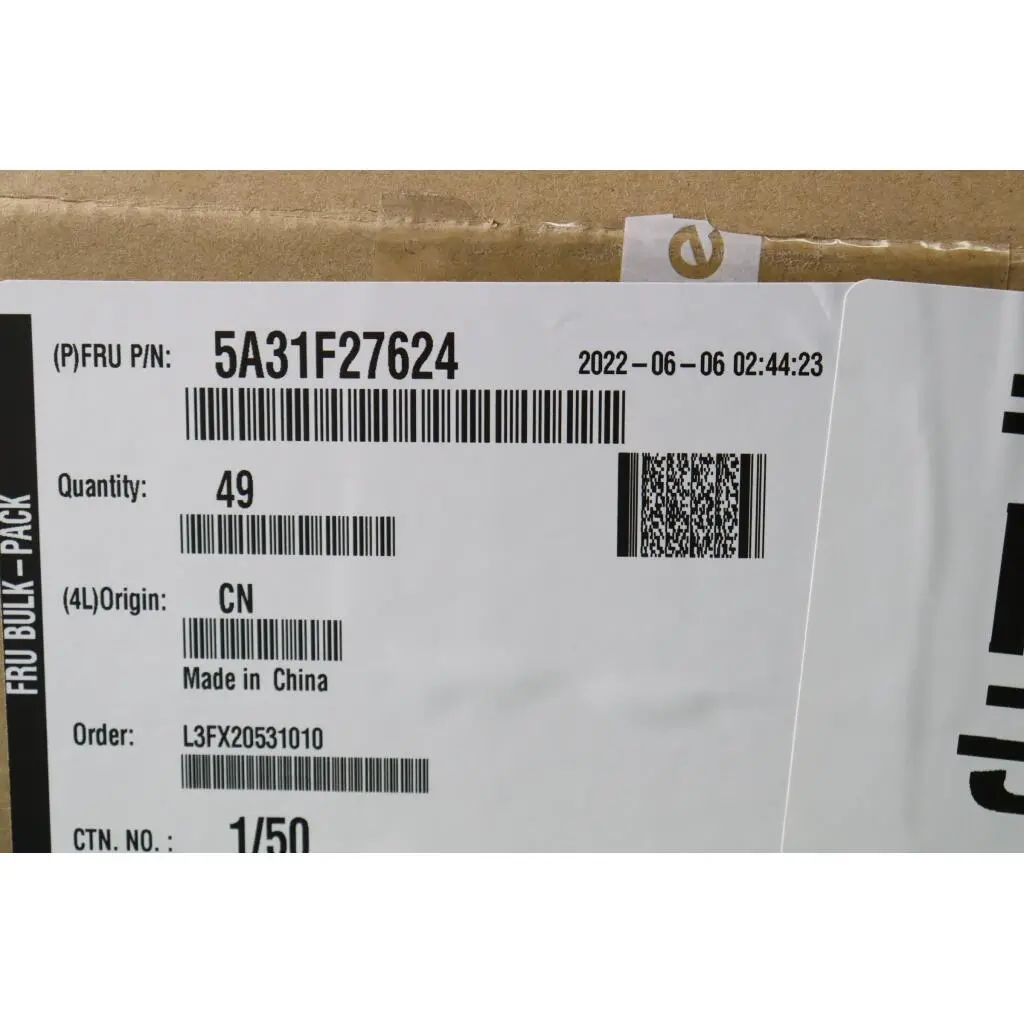 e
(P)FRU P/N: 5A31F27624 2022-06-06 02:44:23
Quantity: 49
(4L)Origin: CN
Made in China
Order: L3FX20531010
CTN. NO. : 1/50
FRU BULK-PACK